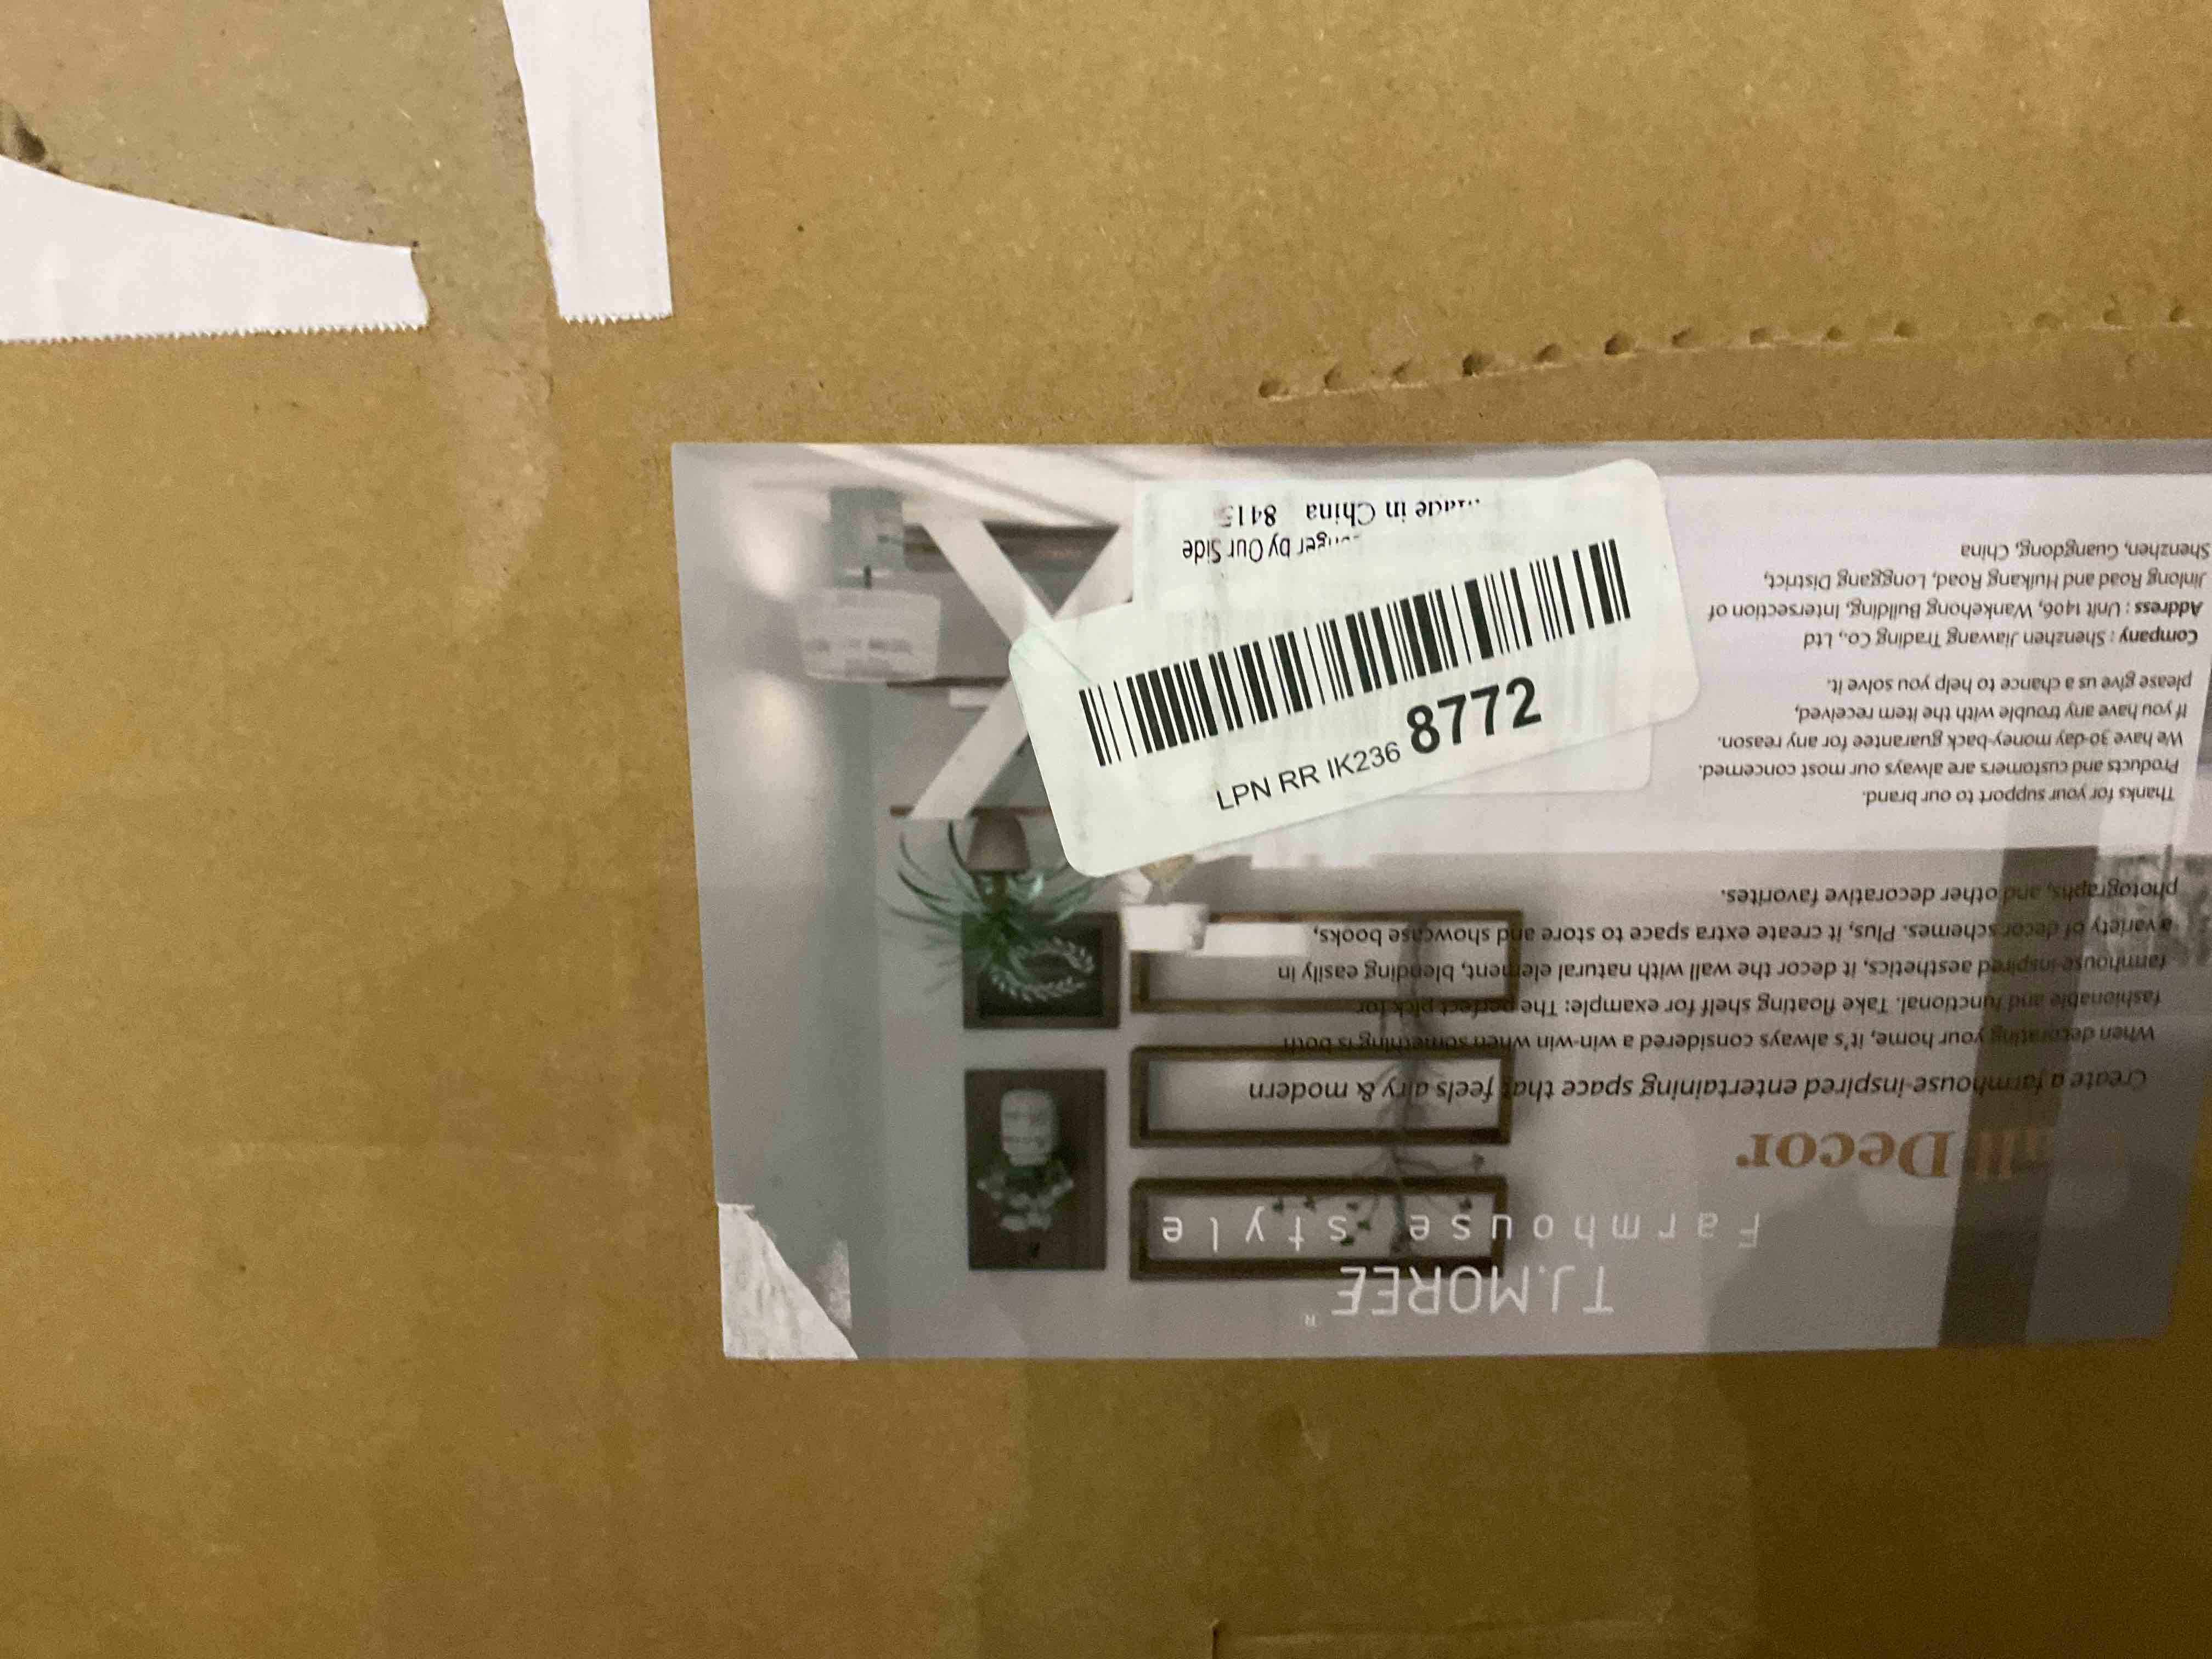 TJ.MOREE
R
Farmhouse style
Decor
Create a farmhouse-inspired entertaining space that feels airy & modern
When decorating your home, it's always considered a win-win when something is both
fashionable and functional. Take floating shelf for example: The perfect pick for
farmhouse-inspired aesthetics, it decor the wall with natural element, blending easily in
a variety of decor schemes. Plus, it create extra space to store and showcase books,
photographs, and other decorative favorites.
Thanks for your support to our brand.
Products and customers are always our most concerned.
We have 30-day money-back guarantee for any reason.
If you have any trouble with the item received,
please give us a chance to help you solve it.
Company : Shenzhen Jiawang Trading Co., Ltd
Address : Unit 1406, Wankehong Building, Intersection of
Jinlong Road and Huikang Road, Longgang District,
Shenzhen, Guangdong, China
LPN RR IK236 8772
by Our Side
in China 8415